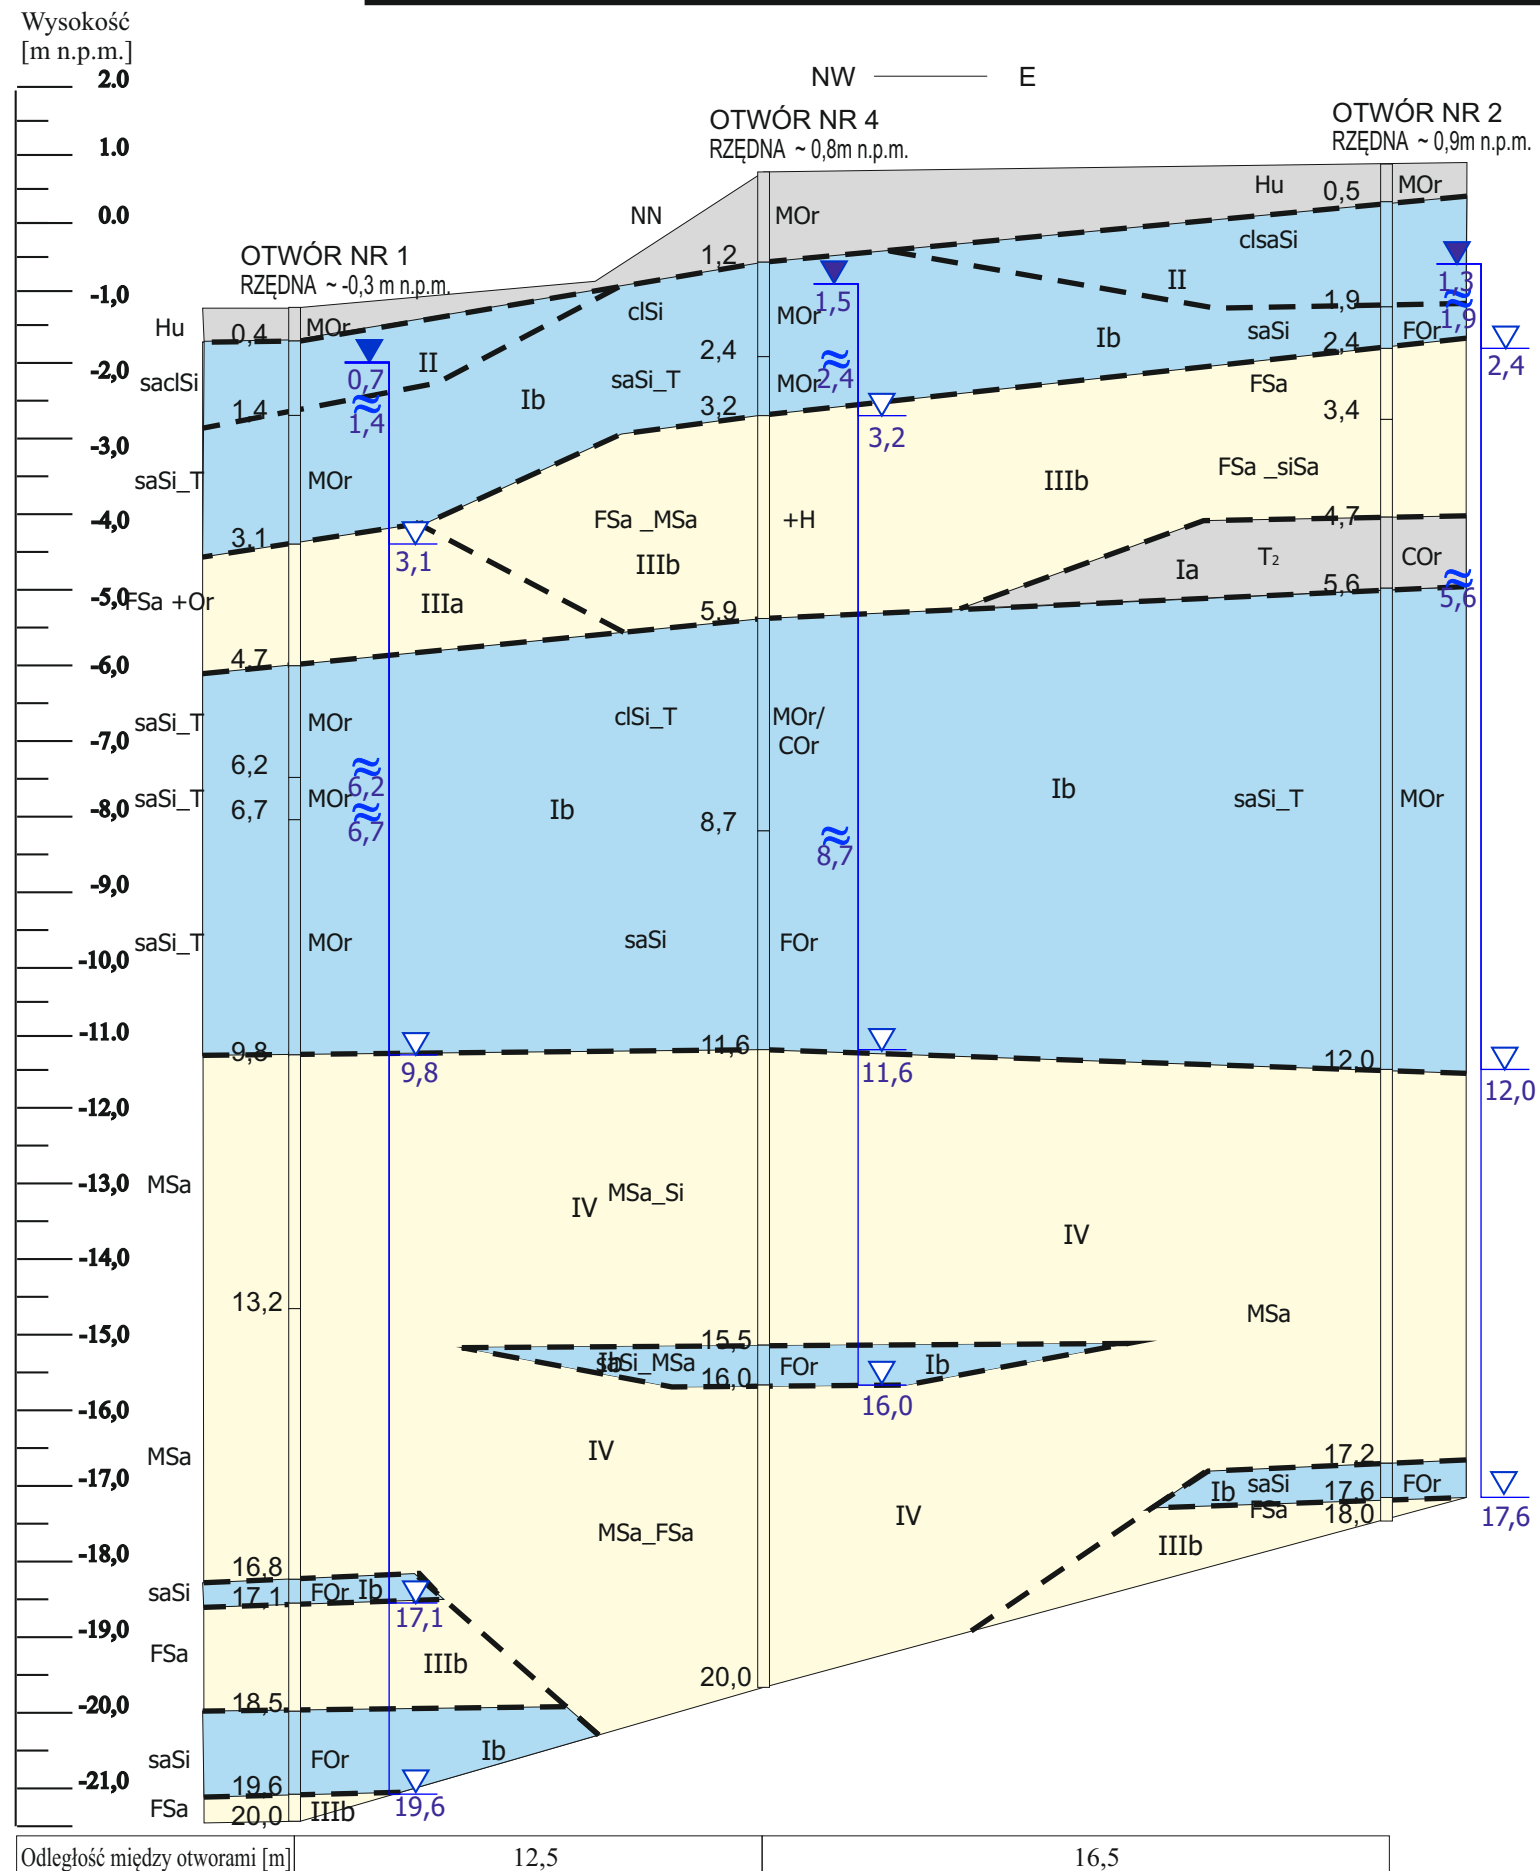 Wysokość
[m n.p.m.]
2.0
1.0
0.0
-1,0
-2,0
-3,0
-4,0
-5,0
-6,0
-7,0
-8,0
-9,0
-10,0
-11.0
-12,0
-13,0
-14,0
-15,0
-16,0
-17,0
-18,0
-19,0
-20,0
-21,0
NW E
OTWÓR NR 1
RZĘDNA ~ -0,3 m n.p.m.
Hu
0,4
MOr
saclSi
II
0,7
1,4
1,4
saSi_T
MOr
Ib
3,1
3,1
FSa +Or
IIIa
4,7
saSi_T
MOr
6,2
6,2
saSi_T
MOr
6,7
6,7
Ib
saSi_T
MOr
9,8
9,8
MSa
IV
13,2
MSa
IV
16,8
saSi
17,1
FOr
Ib
17,1
FSa
IIIb
18,5
saSi
FOr
Ib
19,6
19,6
FSa
20,0
IIIb
OTWÓR NR 4
RZĘDNA ~ 0,8m n.p.m.
NN
MOr
1,2
clSi
MOr
1,5
2,4
saSi_T
MOr
2,4
3,2
3,2
FSa _MSa
+H
IIIb
5,9
clSi_T
MOr/
COr
8,7
8,7
saSi
FOr
11,6
11,6
MSa_Si
15,5
Ib
saSi_MSa
FOr
Ib
16,0
16,0
MSa_FSa
IV
20,0
OTWÓR NR 2
RZĘDNA ~ 0,9m n.p.m.
Hu
0,5
MOr
clsaSi
II
1,3
1,9
1,9
Ib
saSi
FOr
2,4
2,4
FSa
3,4
IIIb
FSa _siSa
4,7
Ia
T2
COr
5,6
5,6
Ib
saSi_T
MOr
12,0
12,0
IV
MSa
17,2
Ib
saSi
17,6
FOr
17,6
FSa
18,0
IIIb
Odległość między otworami [m]
12,5
16,5